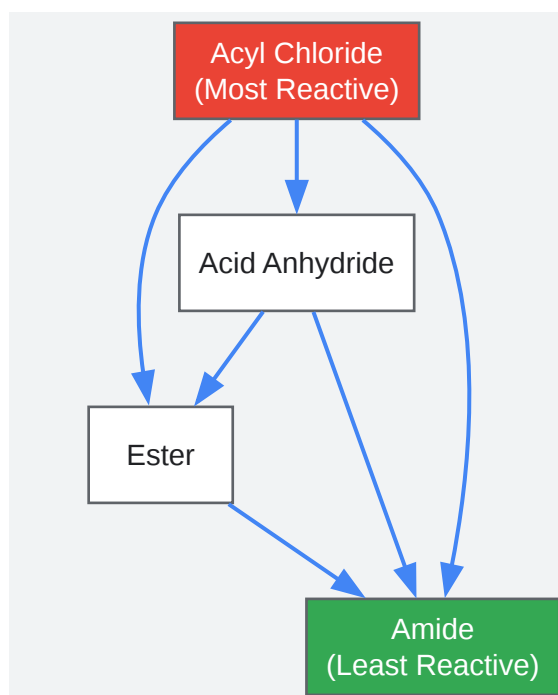 Acyl Chloride
(Most Reactive)
Acid Anhydride
Ester
Amide
(Least Reactive)